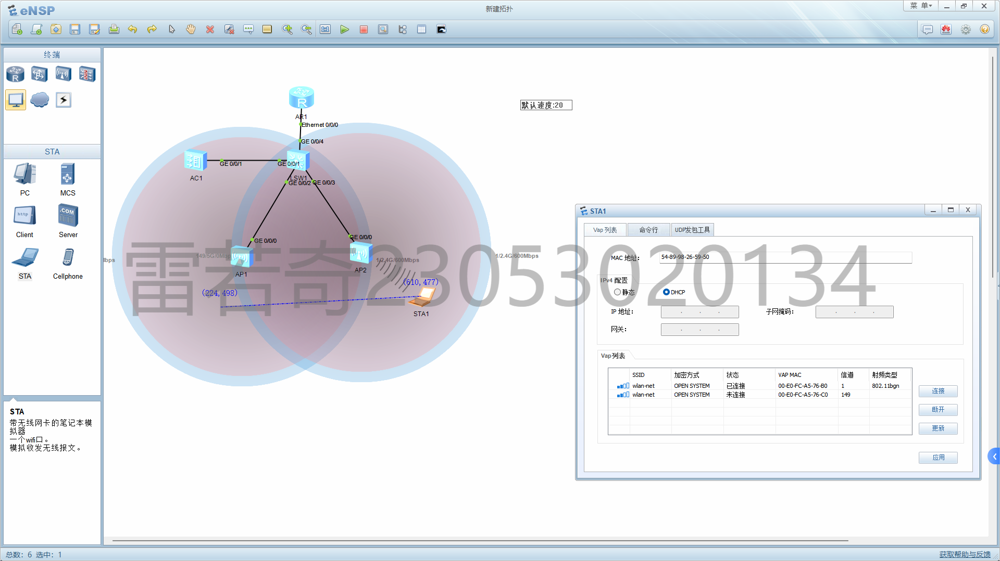 eNSP
新建拓扑
菜 单
终端
R
STA
PC
MCS
http
.COM
Client
Server
STA
Cellphone
STA
带无线网卡的笔记本模
拟器
一个wifi口。
模拟收发无线报文。
总数: 6 选中: 1
获取帮助与反馈
默认速度:20
R
AR1
Ethernet 0/0/0
GE 0/0/4
GE 0/0/1
GE 0/0/1
AC1
LSW1
GE 0/0/2
GE 0/0/3
GE 0/0/0
GE 0/0/0
bps
149/5G/0Mbp
1/2.4G/600Mbps
1/2.4G/600Mbps
AP1
AP2
(224, 498)
(610, 477)
STA1
雷若奇23053020134
STA1
Vap 列表
命令行
UDP发包工具
MAC 地址:
54-89-98-26-59-50
IPv4 配置
静态
DHCP
IP 地址:
子网掩码:
网关:
Vap列表
SSID 加密方式 状态 VAP MAC 信道 射频类型
wlan-net OPEN SYSTEM 已连接 00-E0-FC-A5-76-B0 1 802.11bgn
wlan-net OPEN SYSTEM 未连接 00-E0-FC-A5-76-C0 149
连接
断开
更新
应用